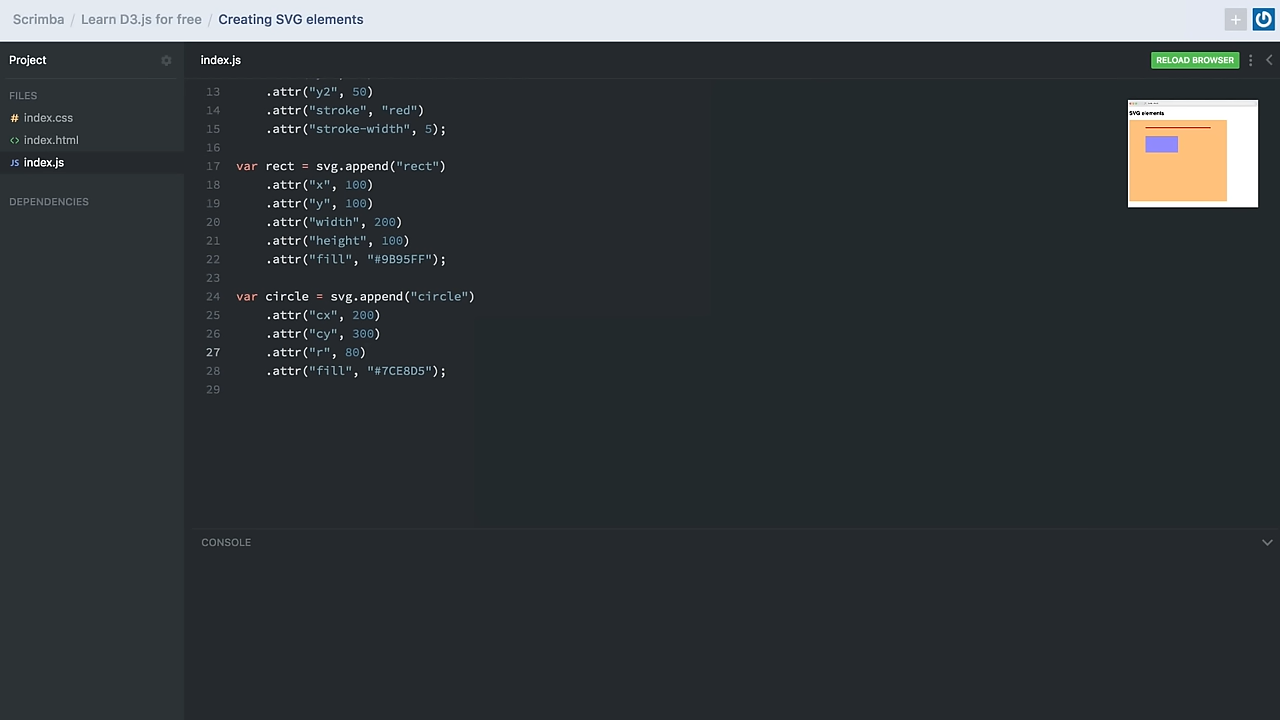 Scrimba / Learn D3.js for free / Creating SVG elements
Project
index.js
RELOAD BROWSER
FILES
# index.css
<> index.html
JS index.js
DEPENDENCIES
13 .attr("y2", 50)
14 .attr("stroke", "red")
15 .attr("stroke-width", 5);
16
17 var rect = svg.append("rect")
18 .attr("x", 100)
19 .attr("y", 100)
20 .attr("width", 200)
21 .attr("height", 100)
22 .attr("fill", "#9B95FF");
23
24 var circle = svg.append("circle")
25 .attr("cx", 200)
26 .attr("cy", 300)
27 .attr("r", 80)
28 .attr("fill", "#7CE8D5");
29
SVG elements
CONSOLE